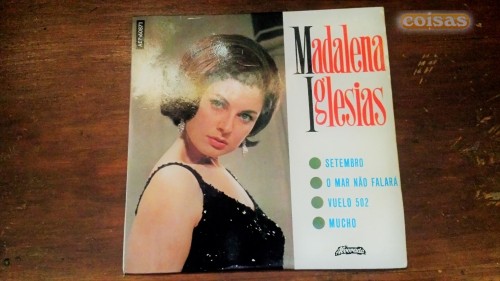 coisas
Madalena
Iglesias
SETEMBRO
O MAR NÃO FALARÁ
VUELO 502
MUCHO